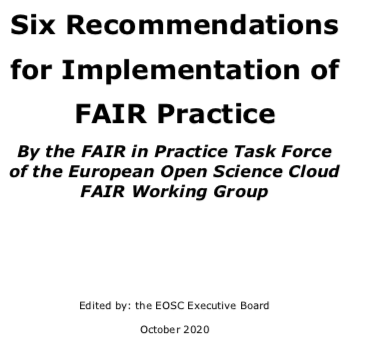 Six Recommendations
for Implementation of
FAIR Practice
By the FAIR in Practice Task Force
of the European Open Science Cloud
FAIR Working Group
Edited by: the EOSC Executive Board
October 2020